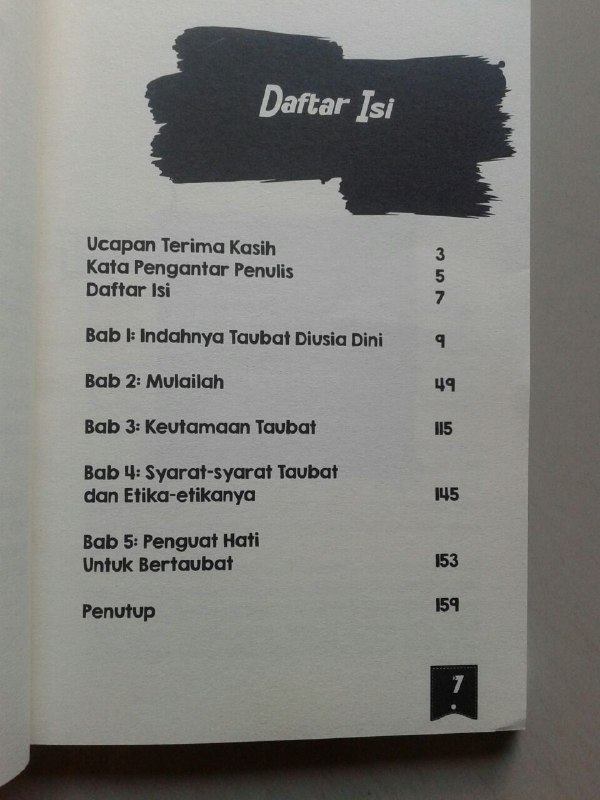 Daftar Isi
Ucapan Terima Kasih 3
Kata Pengantar Penulis 5
Daftar Isi 7
Bab 1: Indahnya Taubat Diusia Dini 9
Bab 2: Mulailah 49
Bab 3: Keutamaan Taubat 115
Bab 4: Syarat-syarat Taubat
dan Etika-etikanya 145
Bab 5: Penguat Hati
Untuk Bertaubat 153
Penutup 159
7